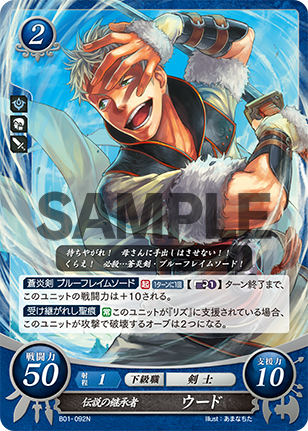 2
SAMPLE
待ちやがれ! 母さんに手出しはさせない!!
くらえ! 必殺…蒼炎剣・ブルーフレイムソード!
蒼炎剣 ブルーフレイムソード 起 1ターンに1回 ターン終了まで、
このユニットの戦闘力は+10される。
受け継がれし聖痕 常 このユニットが『リズ』に支援されている場合、
このユニットが攻撃で破壊するオーブは2つになる。
戦闘力 50
射程 1 下級職 剣士
支援力 10
B01-092N 伝説の継承者 ウード
Illust:あまなちた